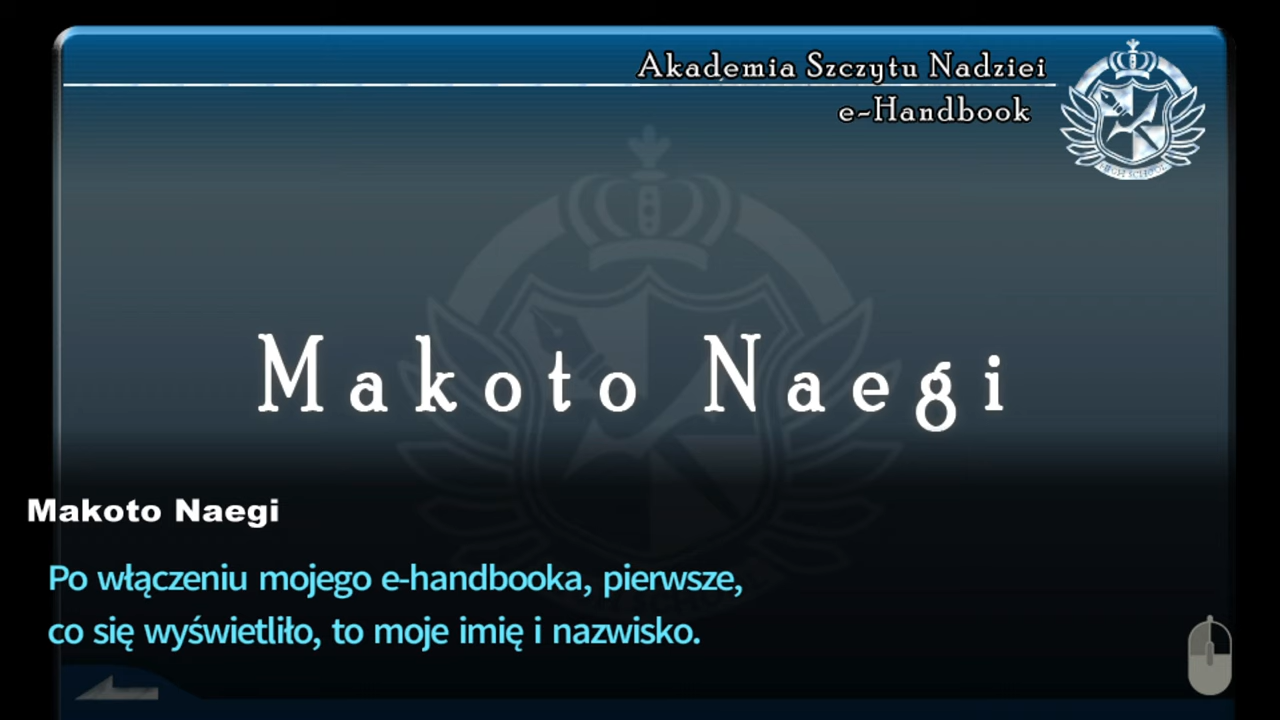 Akademia Szczytu Nadziei
e-Handbook
Makoto Naegi
Makoto Naegi
Po włączeniu mojego e-handbooka, pierwsze,
co się wyświetliło, to moje imię i nazwisko.